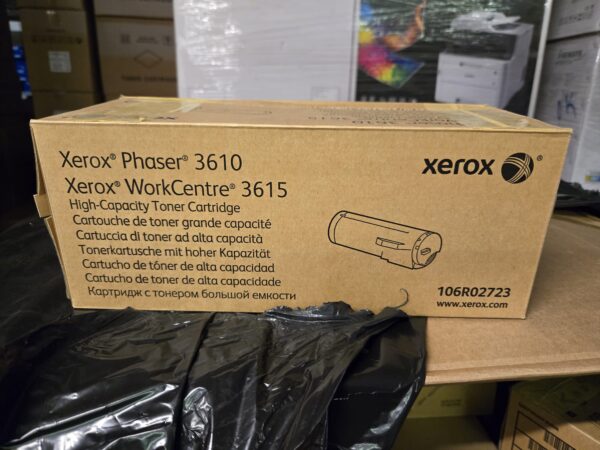 Xerox® Phaser® 3610
Xerox® WorkCentre® 3615
High-Capacity Toner Cartridge
Cartouche de toner grande capacité
Cartuccia di toner ad alta capacità
Tonerkartusche mit hoher Kapazität
Cartucho de tóner de alta capacidad
Cartucho de toner de alta capacidade
Картридж с тонером большой емкости
xerox ®
106R02723
www.xerox.com